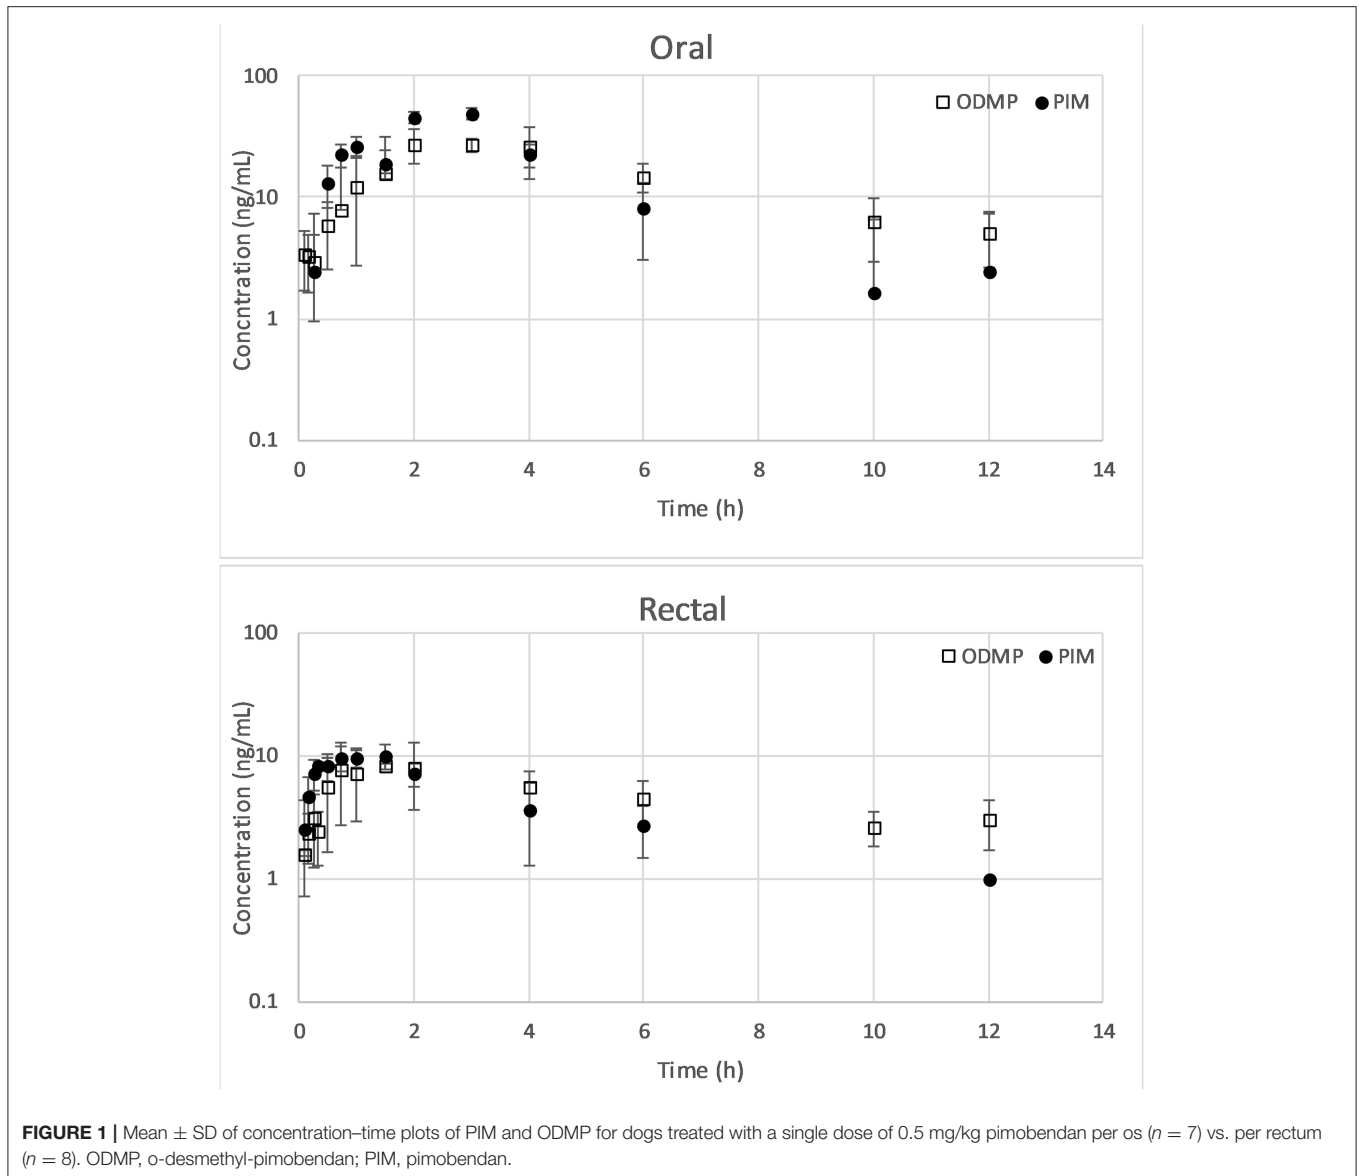 Oral
100
ODMP PIM
10
1
0.1
Concntration (ng/mL)
0 2 4 6 8 10 12 14
Time (h)
Rectal
100
ODMP PIM
10
1
0.1
Concentration (ng/mL)
0 2 4 6 8 10 12 14
Time (h)
FIGURE 1 | Mean ± SD of concentration–time plots of PIM and ODMP for dogs treated with a single dose of 0.5 mg/kg pimobendan per os (n = 7) vs. per rectum
(n = 8). ODMP, o-desmethyl-pimobendan; PIM, pimobendan.